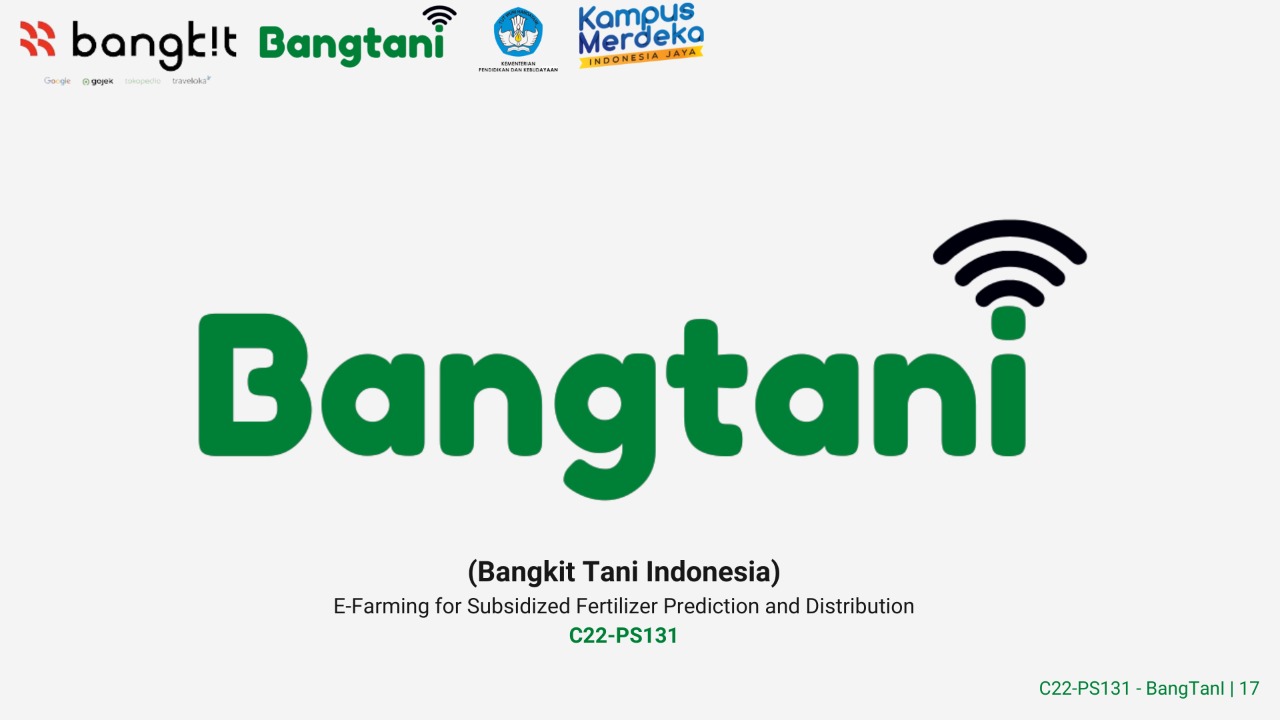 bangk!t
Google gojek tokopedia traveloka
Bangtani
KEMENTERIAN
PENDIDIKAN DAN KEBUDAYAAN
Kampus
Merdeka
INDONESIA JAYA
Bangtani
(Bangkit Tani Indonesia)
E-Farming for Subsidized Fertilizer Prediction and Distribution
C22-PS131
C22-PS131 - BangTanI | 17